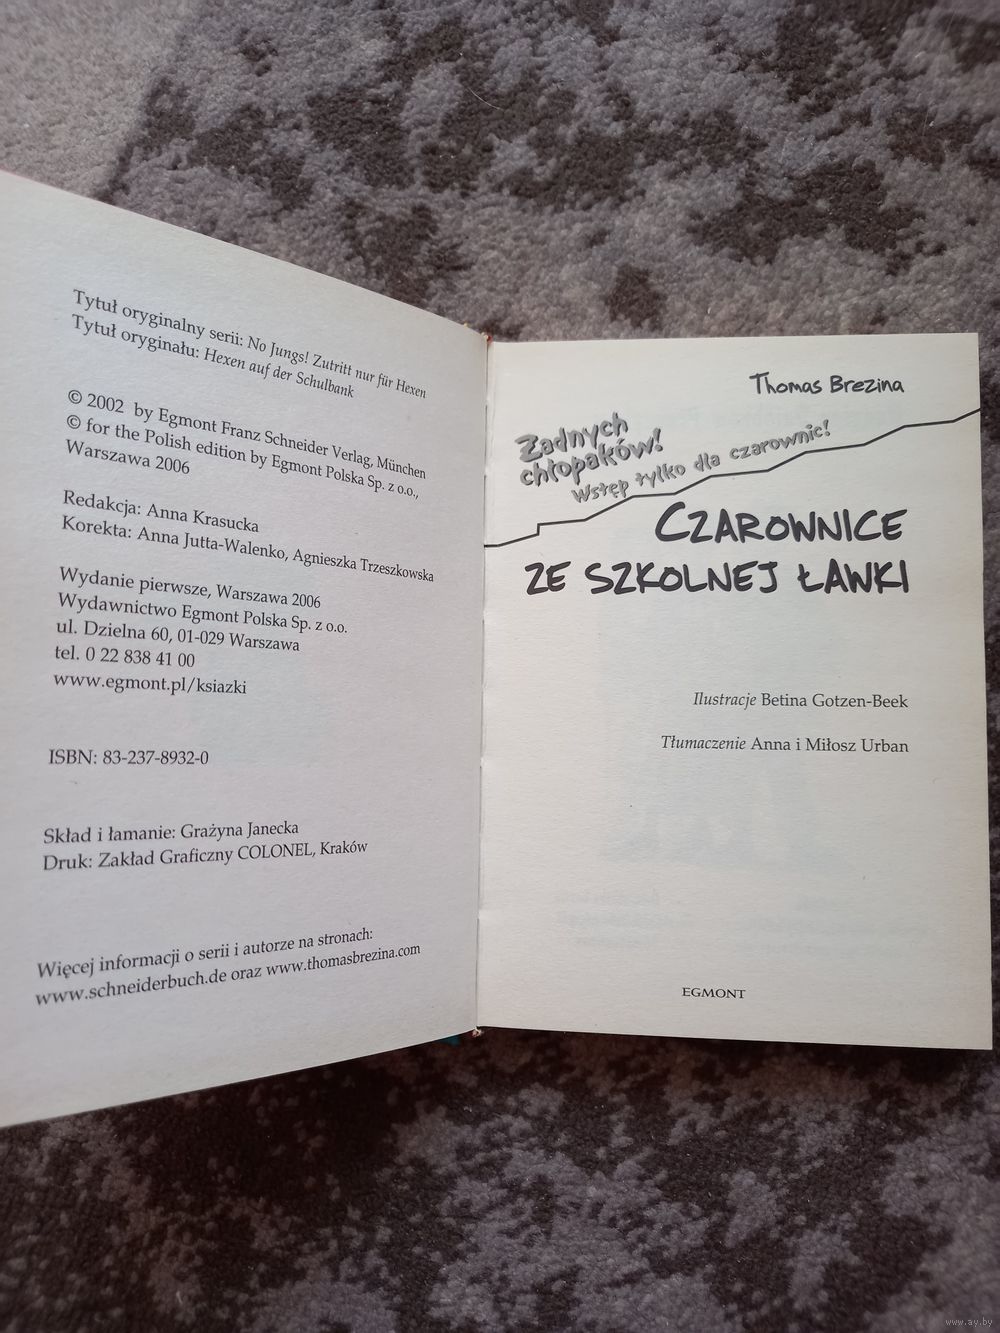 Tytuł oryginalny serii: No Jungs! Zutritt nur für Hexen
Tytuł oryginału: Hexen auf der Schulbank
© 2002 by Egmont Franz Schneider Verlag, München
© for the Polish edition by Egmont Polska Sp. z o.o.,
Warszawa 2006
Redakcja: Anna Krasucka
Korekta: Anna Jutta-Walenko, Agnieszka Trzeszkowska
Wydanie pierwsze, Warszawa 2006
Wydawnictwo Egmont Polska Sp. z o.o.
ul. Dzielna 60, 01-029 Warszawa
tel. 0 22 838 41 00
www.egmont.pl/ksiazki
ISBN: 83-237-8932-0
Skład i łamanie: Grażyna Janecka
Druk: Zakład Graficzny COLONEL, Kraków
Więcej informacji o serii i autorze na stronach:
www.schneiderbuch.de oraz www.thomasbrezina.com
Thomas Brezina
Żadnych
chłopaków!
Wstęp tylko dla czarownic!
CZAROWNICE
ZE SZKOLNEJ ŁAWKI
Ilustracje Betina Gotzen-Beek
Tłumaczenie Anna i Miłosz Urban
EGMONT
www.ay.by